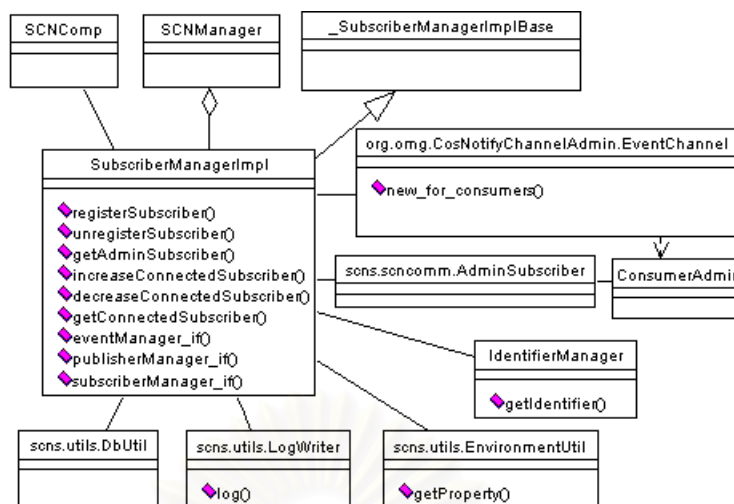 SCNComp
SCNManager
_SubscriberManagerImplBase
SubscriberManagerImpl
registerSubscriber()
unregisterSubscriber()
getAdminSubscriber()
increaseConnectedSubscriber()
decreaseConnectedSubscriber()
getConnectedSubscriber()
eventManager_if()
publisherManager_if()
subscriberManager_if()
org.omg.CosNotifyChannelAdmin.EventChannel
new_for_consumers()
scns.scncomm.AdminSubscriber
ConsumerAdmin
IdentifierManager
getIdentifier()
scns.utils.DbUtil
scns.utils.LogWriter
log()
scns.utils.EnvironmentUtil
getProperty()